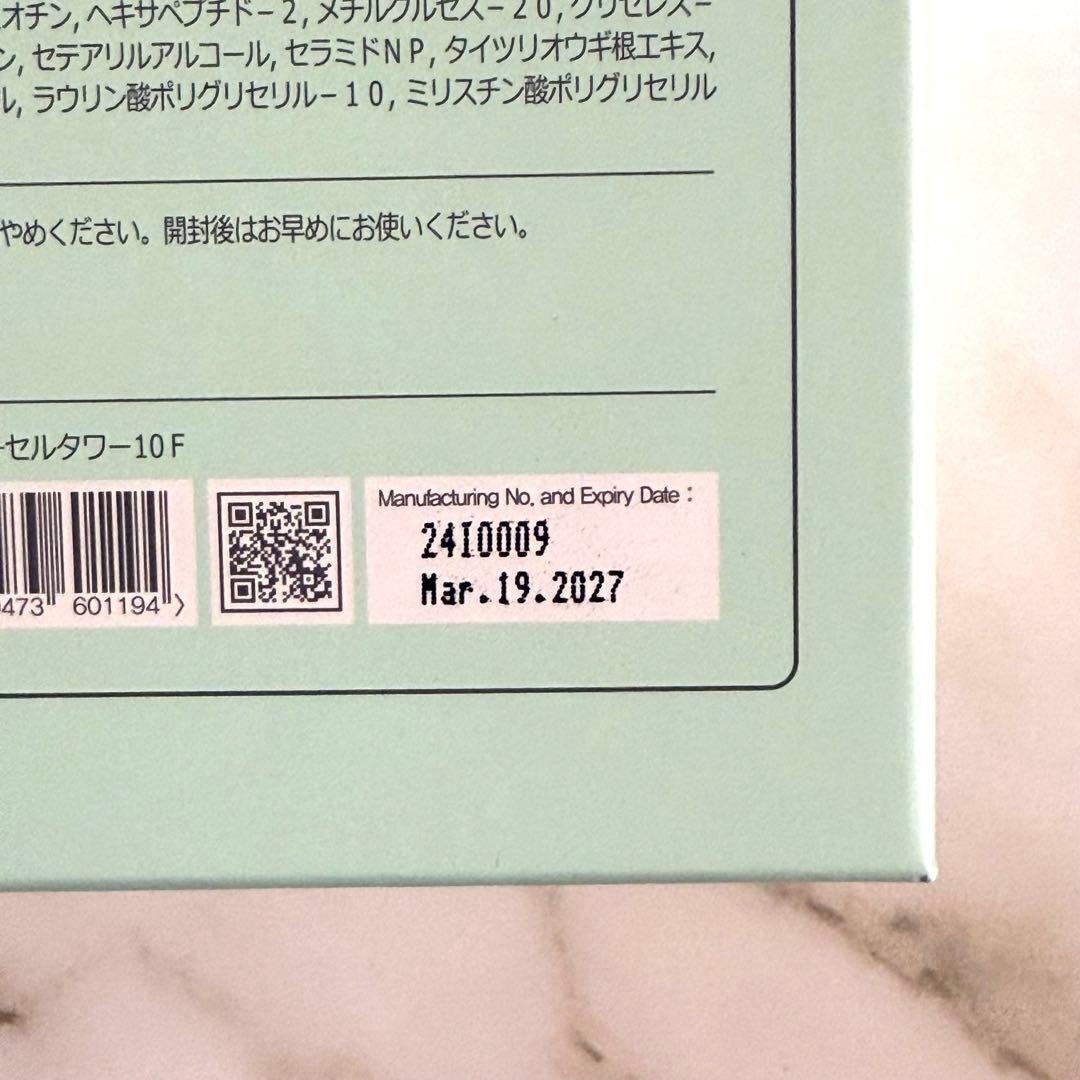 オチン, ヘキサペプチド－2, メチルグルセス－20, グリセレス－
ン, セテアリルアルコール, セラミドNP, タイツリオウギ根エキス,
ル, ラウリン酸ポリグリセリル－10, ミリスチン酸ポリグリセリル
やめください。開封後はお早めにお使いください。
ーセルタワー10F
473 601194 >
Manufacturing No. and Expiry Date :
24I0009
Mar.19.2027